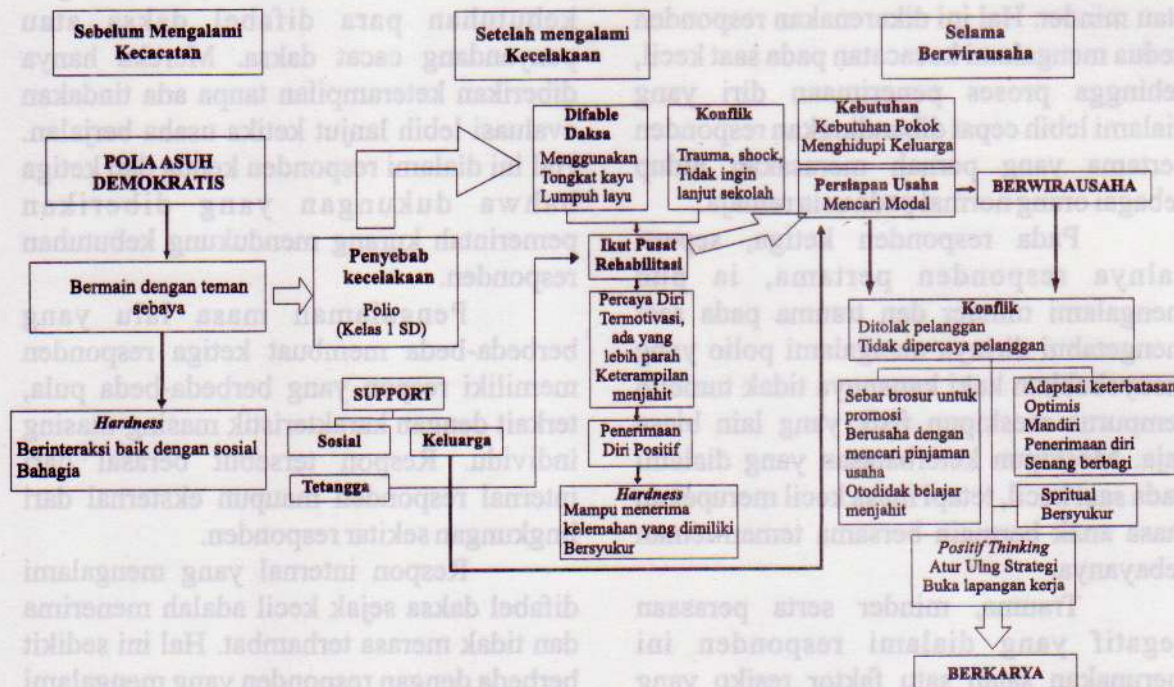 Sebelum Mengalami
Kecacatan
Setelah mengalami
Kecelakaan
Selama
Berwirausaha
POLA ASUH
DEMOKRATIS
Difable
Daksa
Menggunakan
Tongkat kayu
Lumpuh layu
Konflik
Trauma, shock
Tidak ingin
lanjut sekolah
Kebutuhan
Kebutuhan Pokok
Menghidupi Keluarga
Persiapan Usaha
Mencari Modal
BERWIRAUSAHA
Bermain dengan teman
sebaya
Penyebab
kecelakaan
Polio
(Kelas 1 SD)
Ikut Pusat
Rehabilitasi
Percaya Diri
Termotivasi,
ada yang
lebih parah
Keterampilan
menjahit
Konflik
Ditolak pelanggan
Tidak dipercaya pelanggan
Hardness
Berinteraksi baik dengan sosial
Bahagia
SUPPORT
Sosial
Keluarga
Tetangga
Penerimaan
Diri Positif
Hardness
Mampu menerima
kelemahan yang dimiliki
Bersyukur
Sebar brosur untuk
promosi
Berusaha dengan
mencari pinjaman
usaha
Otodidak belajar
menjahit
Adaptasi keterbatasan
Optimis
Mandiri
Penerimaan diri
Senang berbagi
Spritual
Bersyukur
Positif Thinking
Atur Ulng Strategi
Buka lapangan kerja
BERKARYA